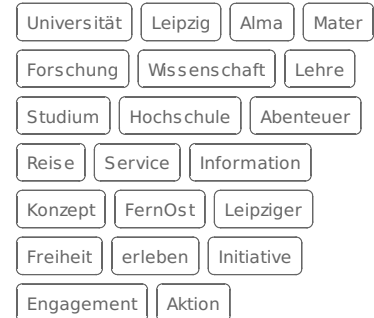 Universität Leipzig Alma Mater
Forschung Wissenschaft Lehre
Studium Hochschule Abenteuer
Reise Service Information
Konzept FernOst Leipziger
Freiheit erleben Initiative
Engagement Aktion